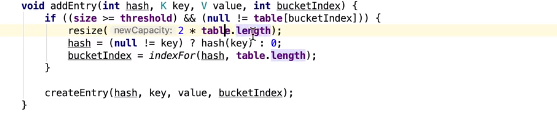 void addEntry(int hash, K key, V value, int bucketIndex) {
if ((size >= threshold) && (null != table[bucketIndex])) {
resize( newCapacity: 2 * table.length);
hash = (null != key) ? hash(key) : 0;
bucketIndex = indexFor(hash, table.length);
}
createEntry(hash, key, value, bucketIndex);
}